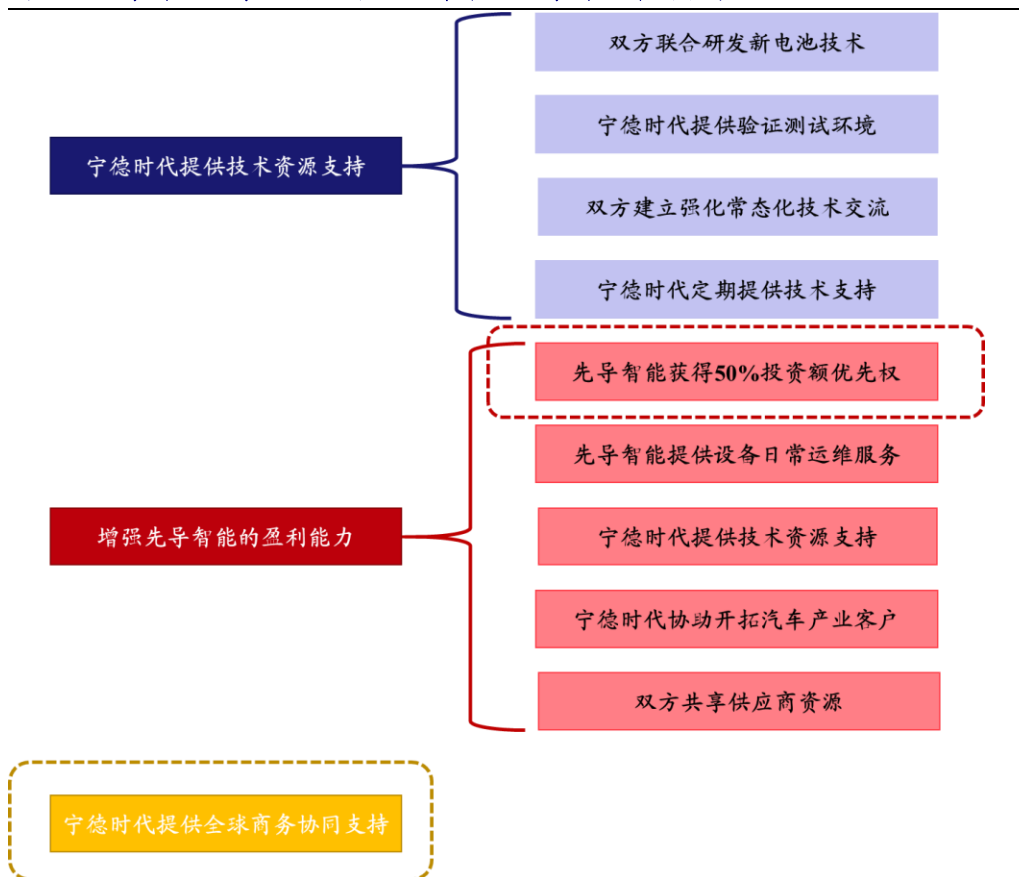 宁德时代提供技术资源支持
双方联合研发新电池技术
宁德时代提供验证测试环境
双方建立强化常态化技术交流
宁德时代定期提供技术支持
增强先导智能的盈利能力
先导智能获得50%投资额优先权
先导智能提供设备日常运维服务
宁德时代提供技术资源支持
宁德时代协助开拓汽车产业客户
双方共享供应商资源
宁德时代提供全球商务协同支持